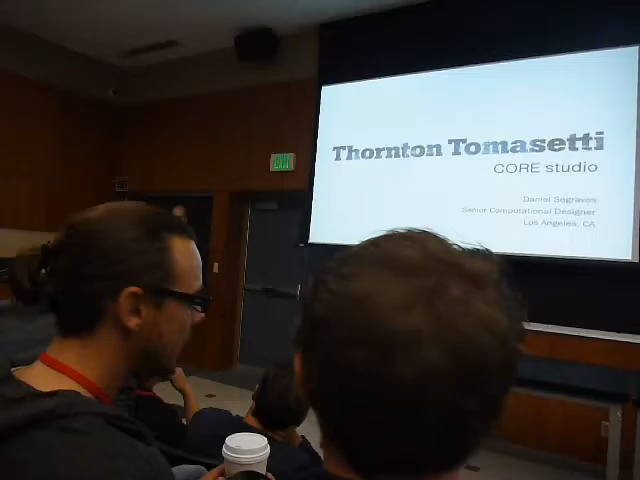 EXIT
Thornton Tomasetti
CORE studio
Daniel Segraves
Senior Computational Designer
Los Angeles, CA